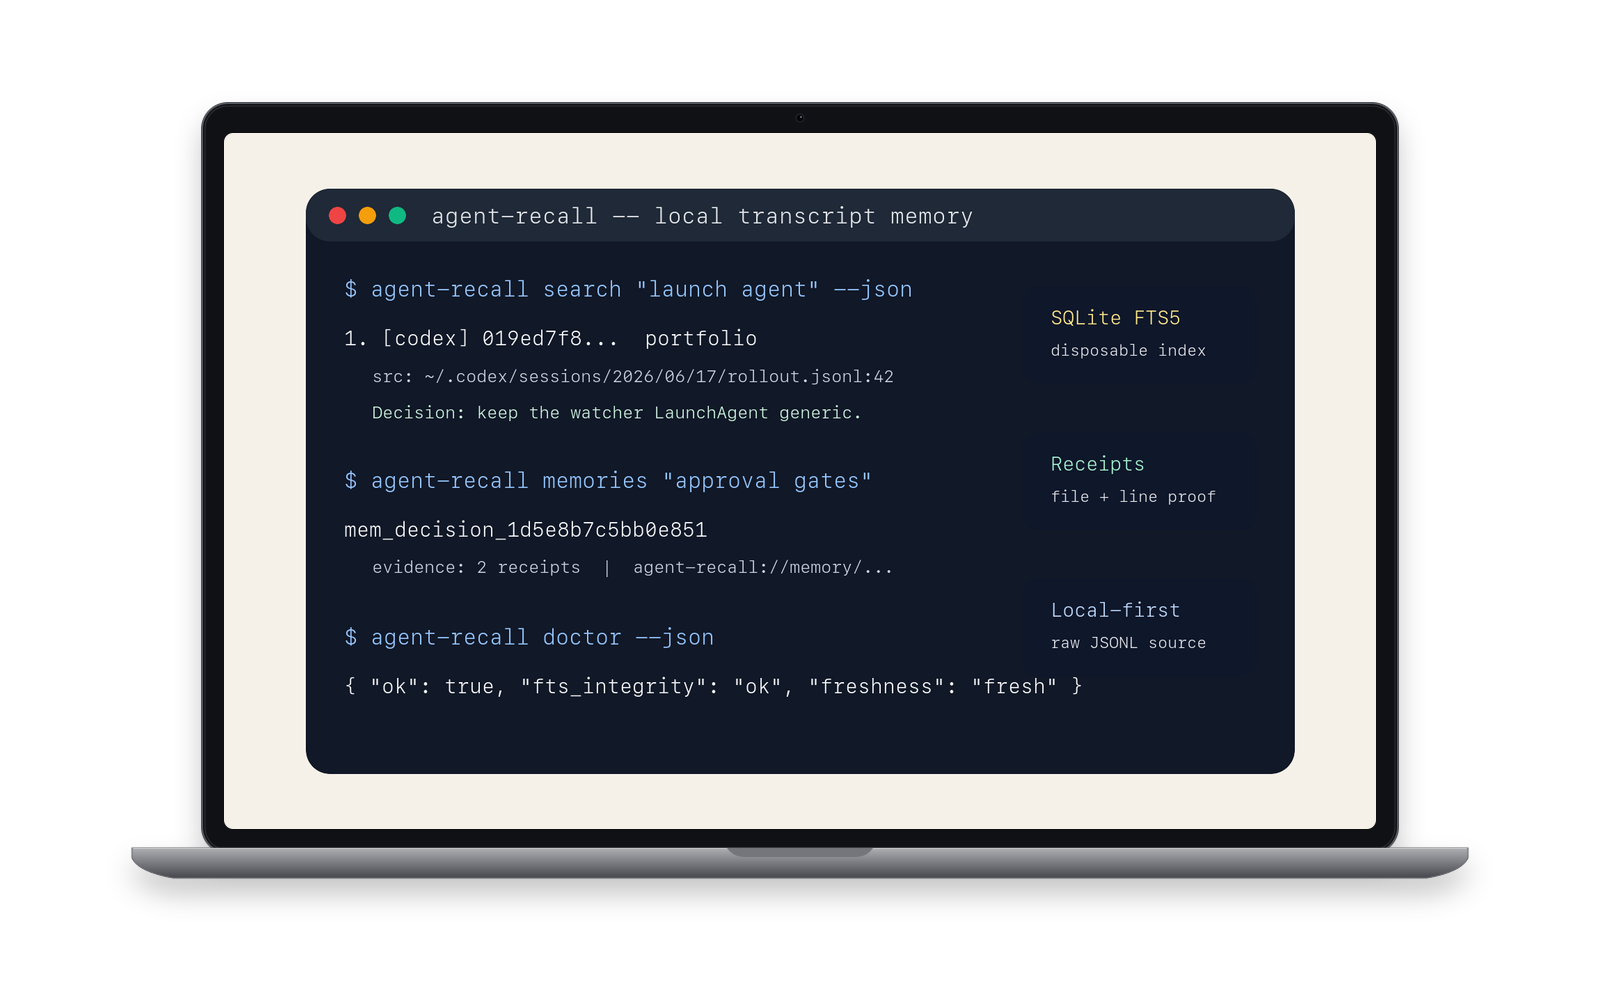 agent-recall -- local transcript memory
$ agent-recall search "launch agent" --json
1. [codex] 019ed7f8... portfolio
src: ~/.codex/sessions/2026/06/17/rollout.jsonl:42
Decision: keep the watcher LaunchAgent generic.
$ agent-recall memories "approval gates"
mem_decision_1d5e8b7c5bb0e851
evidence: 2 receipts | agent-recall://memory/...
$ agent-recall doctor --json
{ "ok": true, "fts_integrity": "ok", "freshness": "fresh" }
SQLite FTS5
disposable index
Receipts
file + line proof
Local-first
raw JSONL source